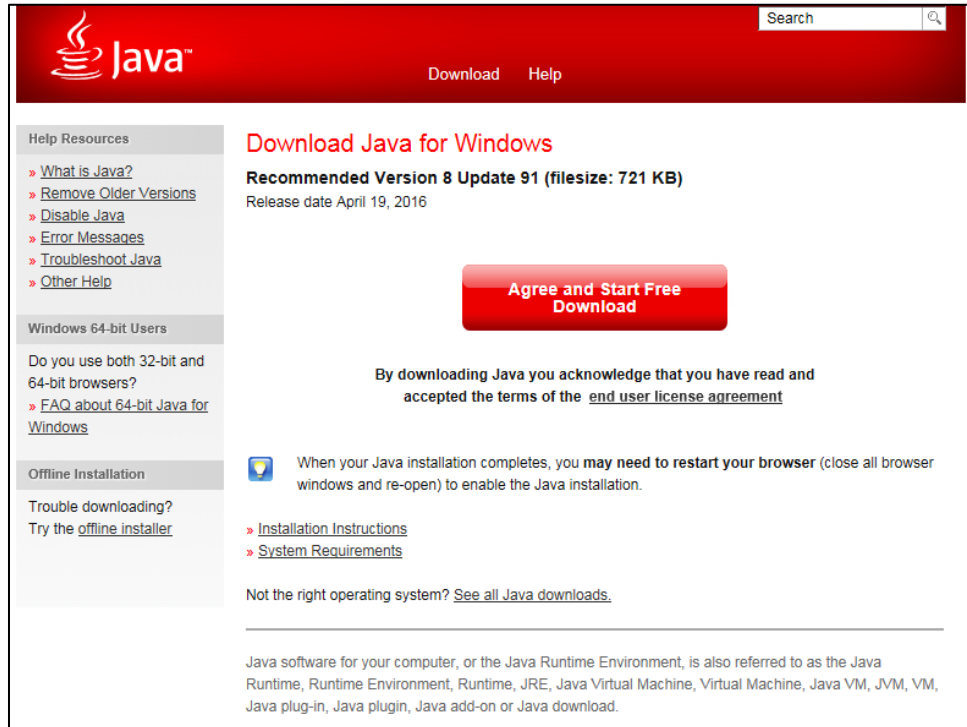 Search
Java™
Download Help
Help Resources
» What is Java?
» Remove Older Versions
» Disable Java
» Error Messages
» Troubleshoot Java
» Other Help
Windows 64-bit Users
Do you use both 32-bit and
64-bit browsers?
» FAQ about 64-bit Java for
Windows
Offline Installation
Trouble downloading?
Try the offline installer
Download Java for Windows
Recommended Version 8 Update 91 (filesize: 721 KB)
Release date April 19, 2016
Agree and Start Free
Download
By downloading Java you acknowledge that you have read and
accepted the terms of the end user license agreement
When your Java installation completes, you may need to restart your browser (close all browser
windows and re-open) to enable the Java installation.
» Installation Instructions
» System Requirements
Not the right operating system? See all Java downloads.
Java software for your computer, or the Java Runtime Environment, is also referred to as the Java
Runtime, Runtime Environment, Runtime, JRE, Java Virtual Machine, Virtual Machine, Java VM, JVM, VM,
Java plug-in, Java plugin, Java add-on or Java download.